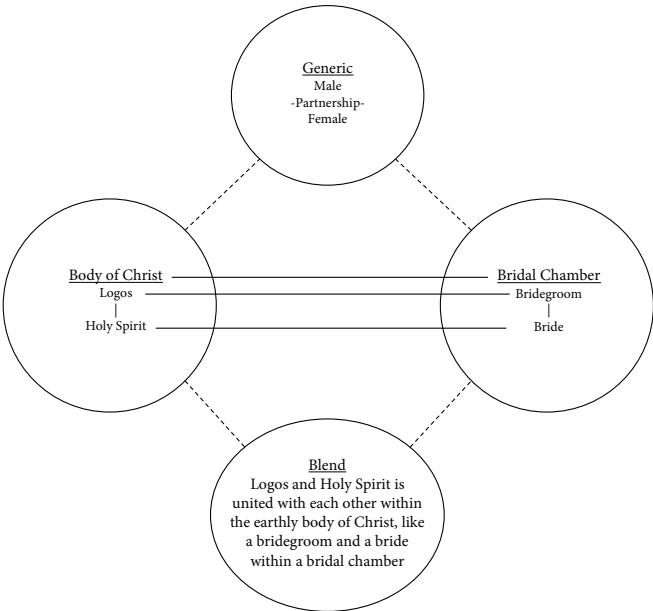 Generic
Male
-Partnership-
Female
Body of Christ
Logos
Holy Spirit
Bridal Chamber
Bridegroom
Bride
Blend
Logos and Holy Spirit is
united with each other within
the earthly body of Christ, like
a bridegroom and a bride
within a bridal chamber